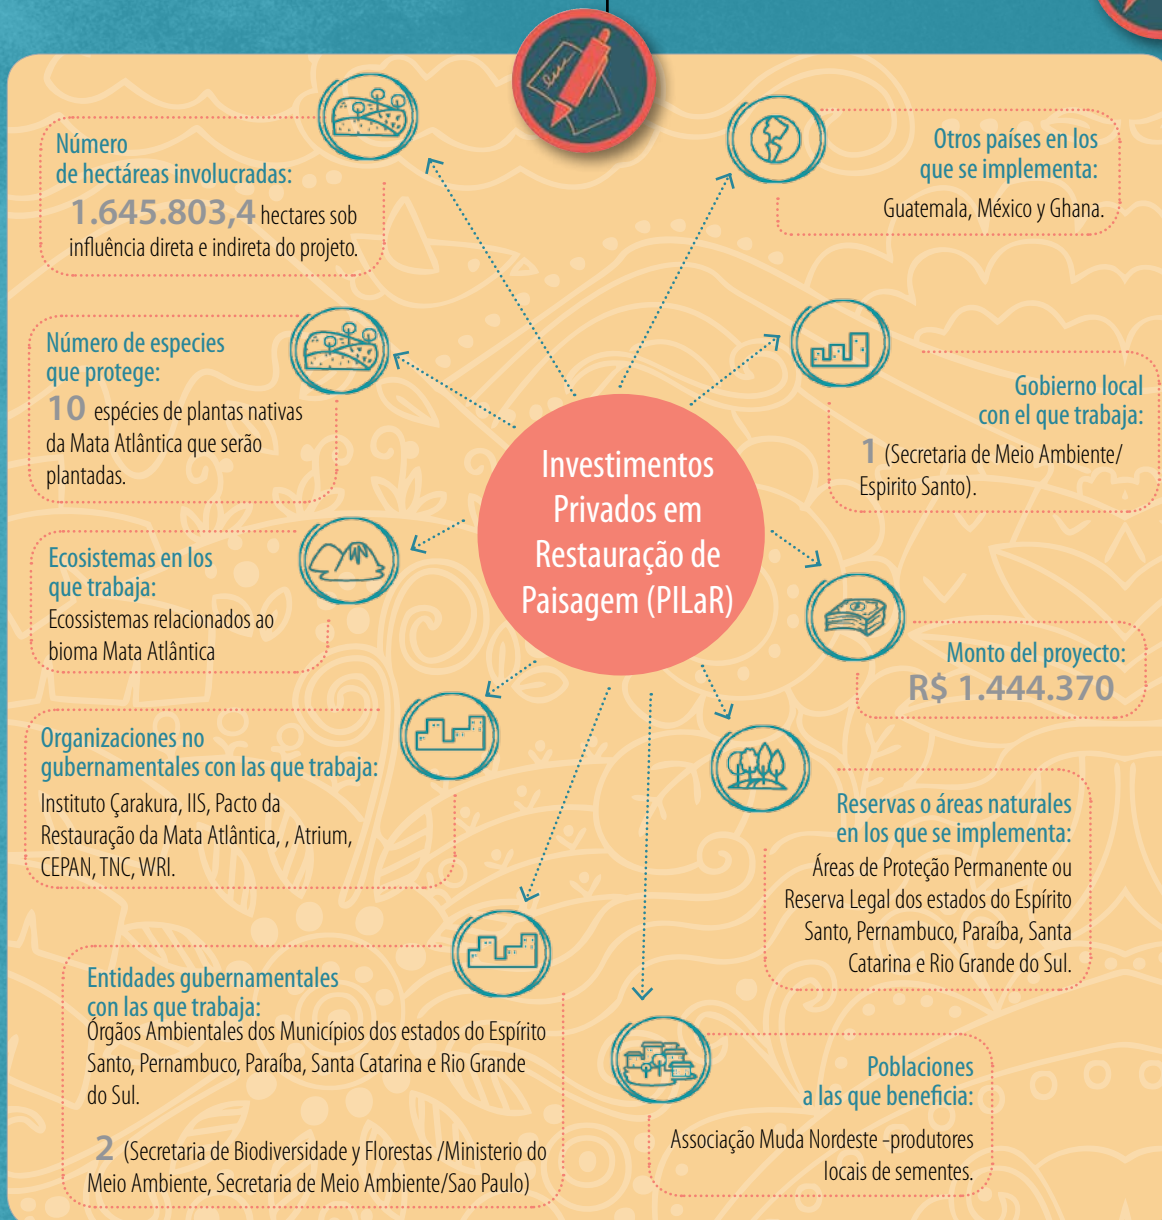 Número
de hectáreas involucradas:
1.645.803,4 hectares sob
influência direta e indireta do projeto.
Número de especies
que protege:
10 espécies de plantas nativas
da Mata Atlântica que serão
plantadas.
Ecosistemas en los
que trabaja:
Ecossistemas relacionados ao
bioma Mata Atlântica
Organizaciones no
gubernamentales con las que trabaja:
Instituto Çarakura, IIS, Pacto da
Restauração da Mata Atlântica, , Atrium,
CEPAN, TNC, WRI.
Entidades gubernamentales
con las que trabaja:
Órgãos Ambientales dos Municípios dos estados do Espírito
Santo, Pernambuco, Paraíba, Santa Catarina e Rio Grande
do Sul.
2 (Secretaria de Biodiversidade y Florestas /Ministerio do
Meio Ambiente, Secretaria de Meio Ambiente/Sao Paulo)
Investimentos
Privados em
Restauração de
Paisagem (PILaR)
Otros países en los
que se implementa:
Guatemala, México y Ghana.
Gobierno local
con el que trabaja:
1 (Secretaria de Meio Ambiente/
Espirito Santo).
Monto del proyecto:
R$ 1.444.370
Reservas o áreas naturales
en los que se implementa:
Áreas de Proteção Permanente ou
Reserva Legal dos estados do Espírito
Santo, Pernambuco, Paraíba, Santa
Catarina e Rio Grande do Sul.
Poblaciones
a las que beneficia:
Associação Muda Nordeste -produtores
locais de sementes.